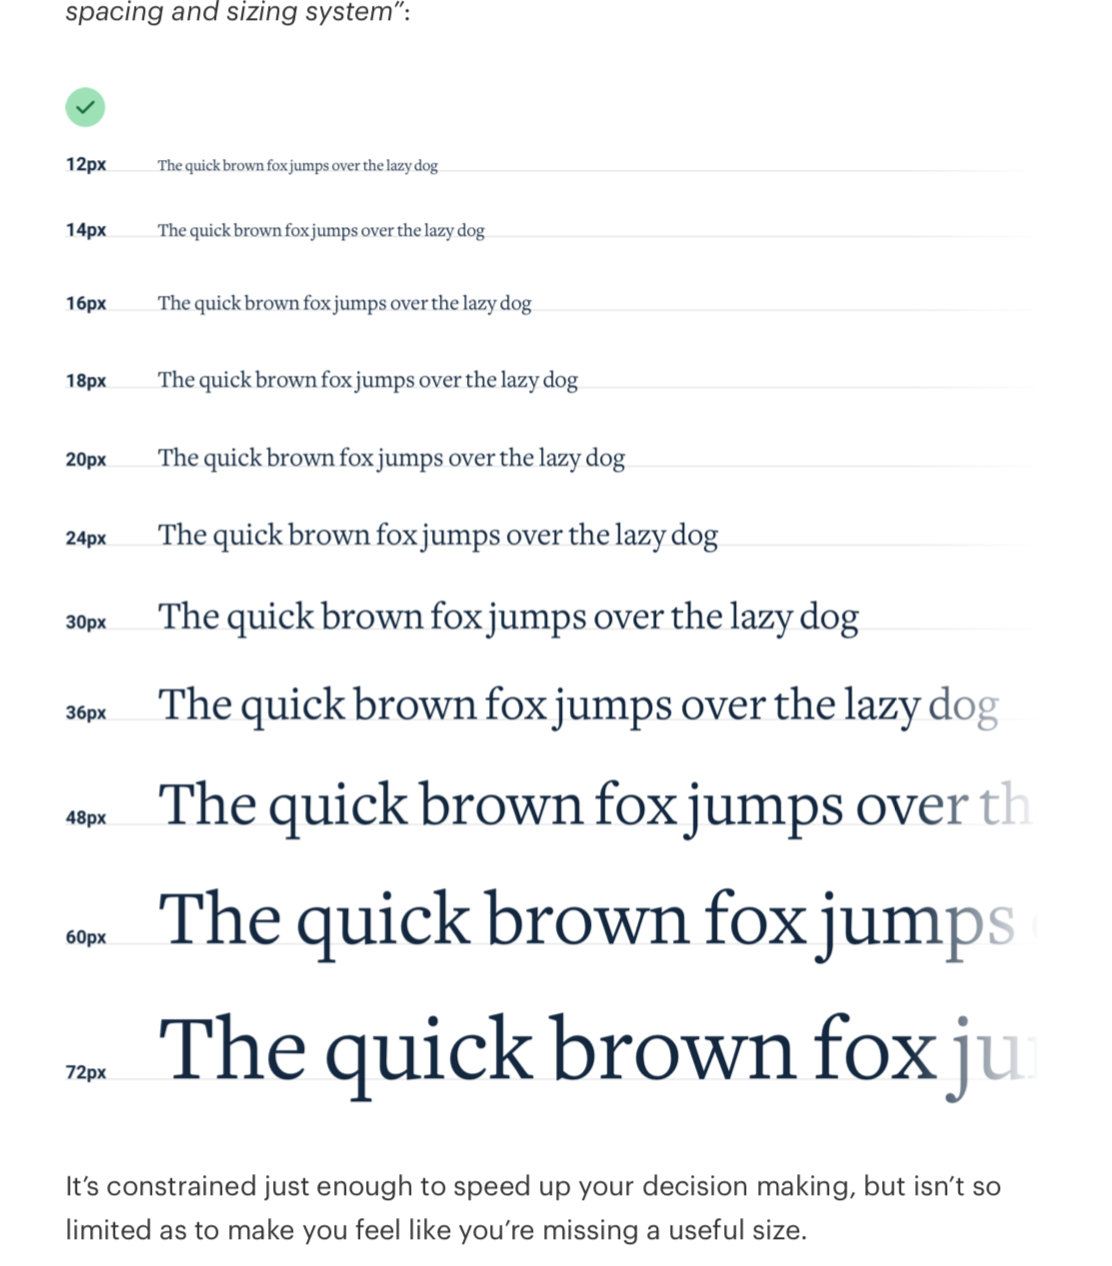 spacing and sizing system”:
12px The quick brown fox jumps over the lazy dog
14px The quick brown fox jumps over the lazy dog
16px The quick brown fox jumps over the lazy dog
18px The quick brown fox jumps over the lazy dog
20px The quick brown fox jumps over the lazy dog
24px The quick brown fox jumps over the lazy dog
30px The quick brown fox jumps over the lazy dog
36px The quick brown fox jumps over the lazy dog
48px The quick brown fox jumps over th
60px The quick brown fox jumps
72px The quick brown fox ju
It’s constrained just enough to speed up your decision making, but isn’t so
limited as to make you feel like you’re missing a useful size.